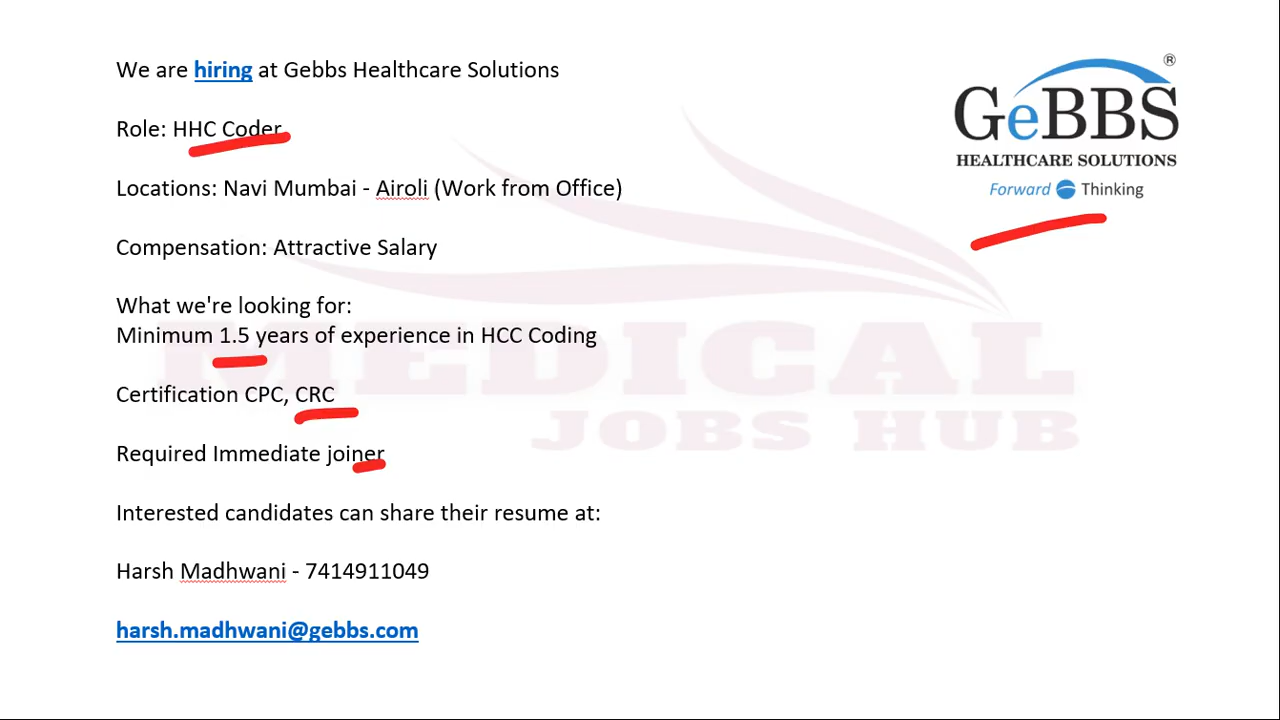 We are hiring at Gebbs Healthcare Solutions
Role: HHC Coder
Locations: Navi Mumbai - Airoli (Work from Office)
Compensation: Attractive Salary
What we're looking for:
Minimum 1.5 years of experience in HCC Coding
Certification CPC, CRC
Required Immediate joiner
Interested candidates can share their resume at:
Harsh Madhwani - 7414911049
harsh.madhwani@gebbs.com
GeBBS®
HEALTHCARE SOLUTIONS
Forward Thinking
MEDICAL
JOBS HUB